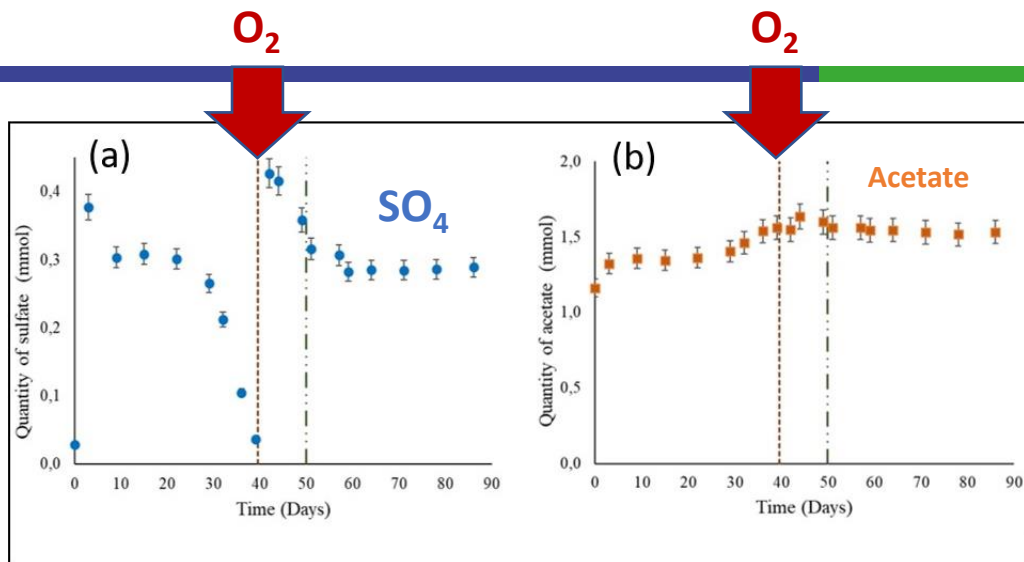 O2
O2
(a)
SO4
Quantity of sulfate (mmol)
0,4
0,3
0,2
0,1
0,0
0 10 20 30 40 50 60 70 80 90
Time (Days)
(b)
Acetate
Quantity of acetate (mmol)
2,0
1,5
1,0
0,5
0,0
0 10 20 30 40 50 60 70 80 90
Time (Days)